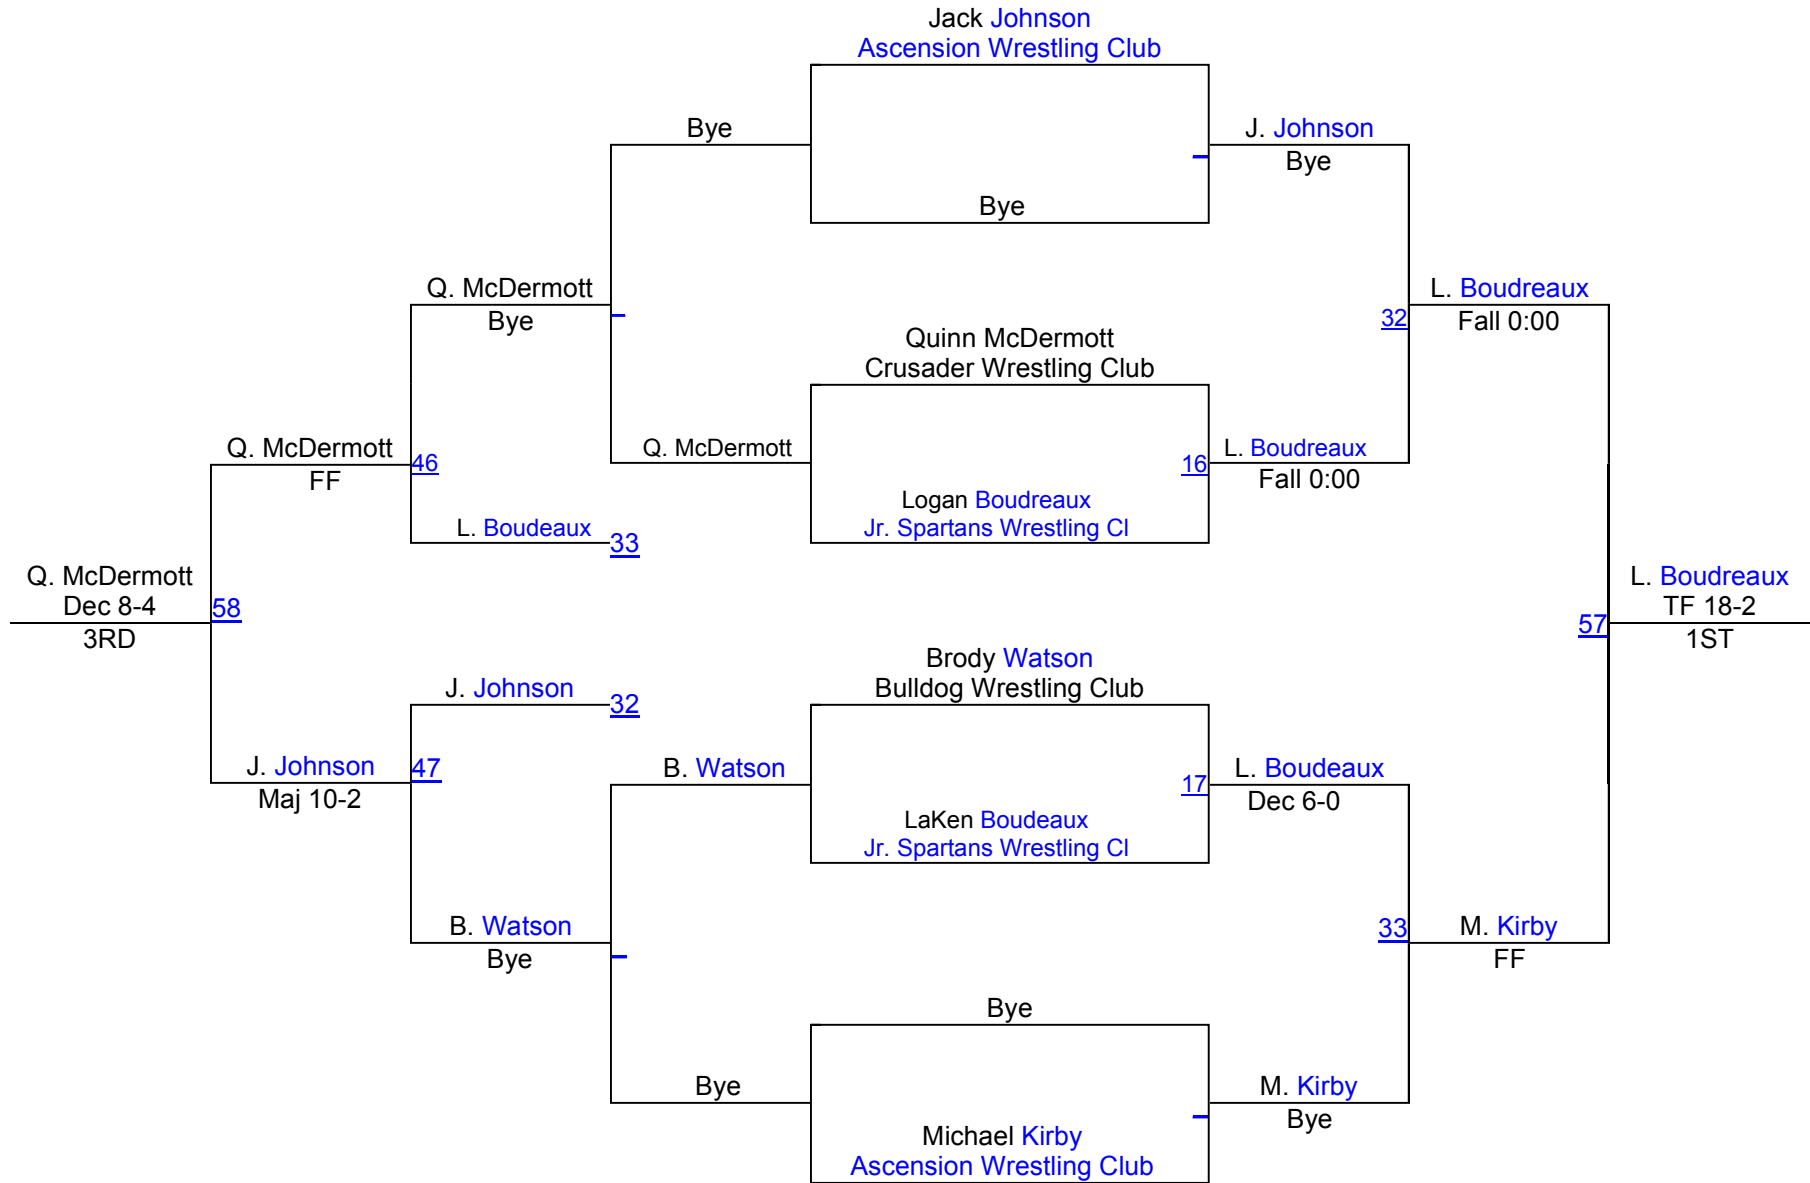 Jack Johnson
Ascension Wrestling Club
Bye
J. Johnson
Bye
Bye
Q. McDermott
Bye
L. Boudreaux
Fall 0:00
32
Quinn McDermott
Crusader Wrestling Club
Q. McDermott
FF
46
Q. McDermott
16
L. Boudreaux
Fall 0:00
Logan Boudreaux
Jr. Spartans Wrestling Cl
L. Boudeaux
33
Q. McDermott
Dec 8-4
3RD
58
57
L. Boudreaux
TF 18-2
1ST
Brody Watson
Bulldog Wrestling Club
J. Johnson
32
J. Johnson
Maj 10-2
47
B. Watson
17
L. Boudeaux
Dec 6-0
LaKen Boudeaux
Jr. Spartans Wrestling Cl
B. Watson
Bye
33
M. Kirby
FF
Bye
Bye
M. Kirby
Bye
Michael Kirby
Ascension Wrestling Club